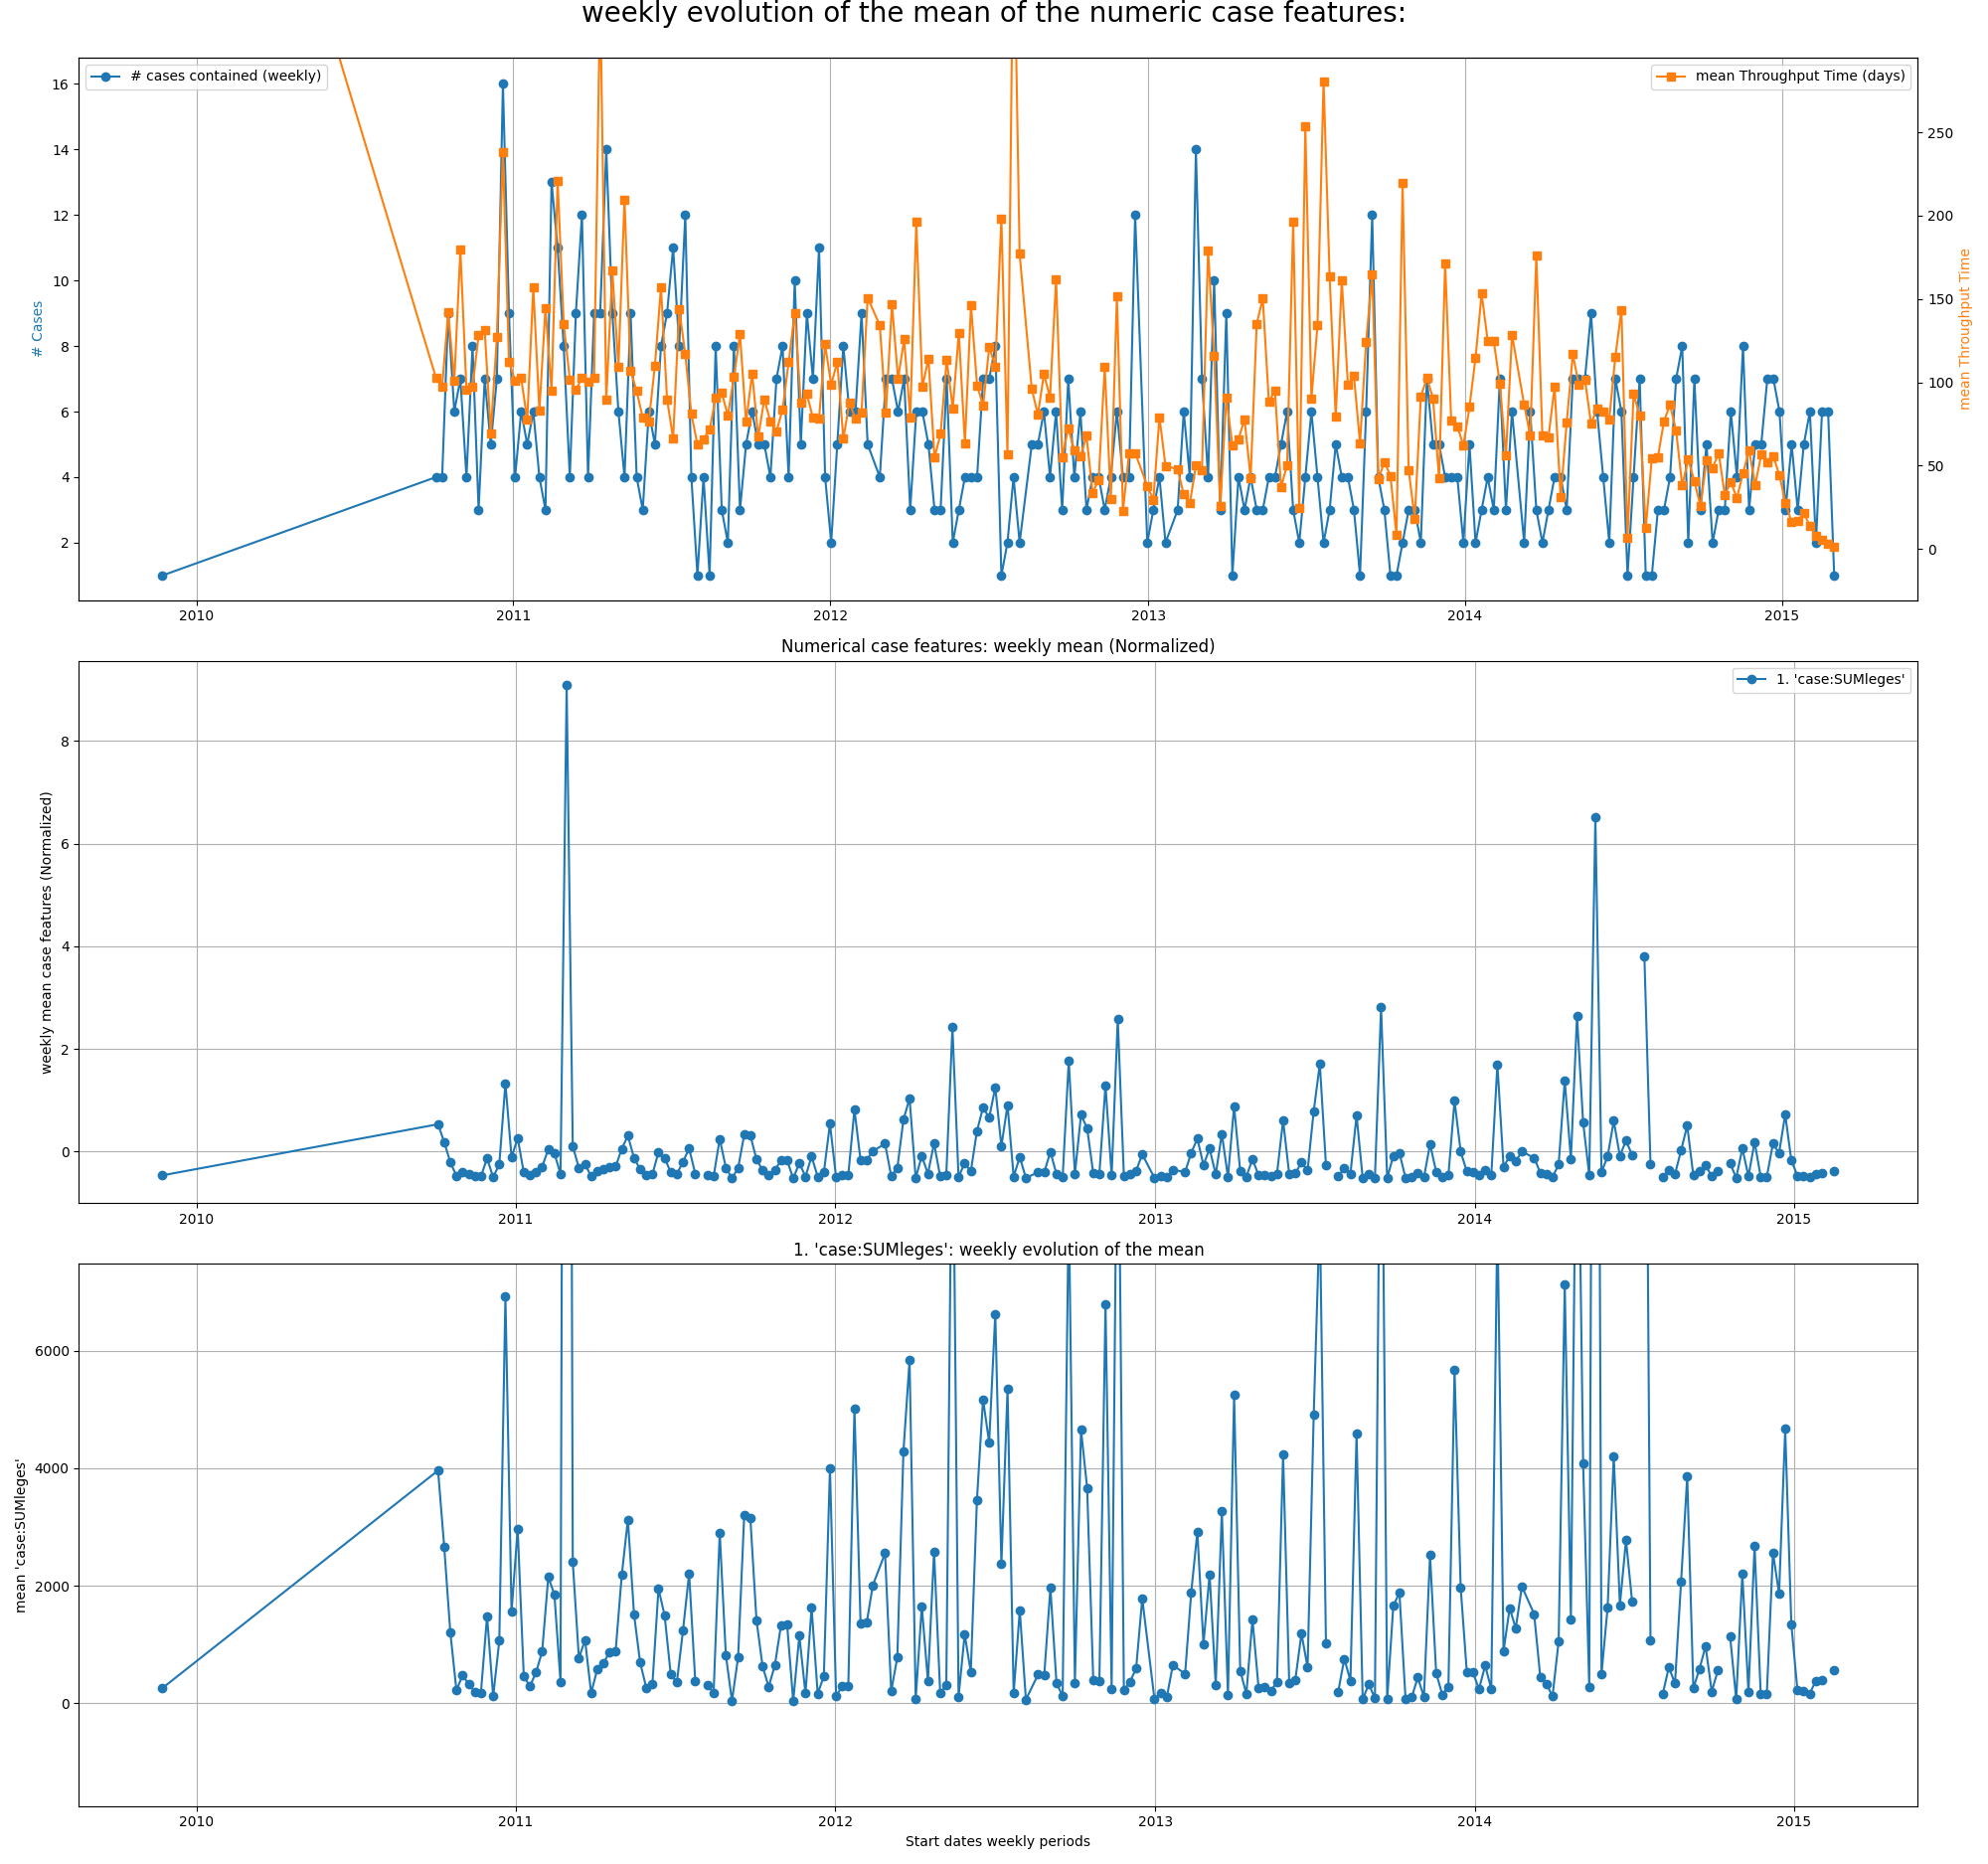 weekly evolution of the mean of the numeric case features:
# cases contained (weekly)
mean Throughput Time (days)
16
14
12
10
8
6
4
2
# Cases
250
200
150
100
50
0
mean Throughput Time
2010 2011 2012 2013 2014 2015
Numerical case features: weekly mean (Normalized)
1. 'case:SUMleges'
8
6
4
2
0
weekly mean case features (Normalized)
2010 2011 2012 2013 2014 2015
1. 'case:SUMleges': weekly evolution of the mean
6000
4000
2000
0
mean 'case:SUMleges'
2010 2011 2012 2013 2014 2015
Start dates weekly periods